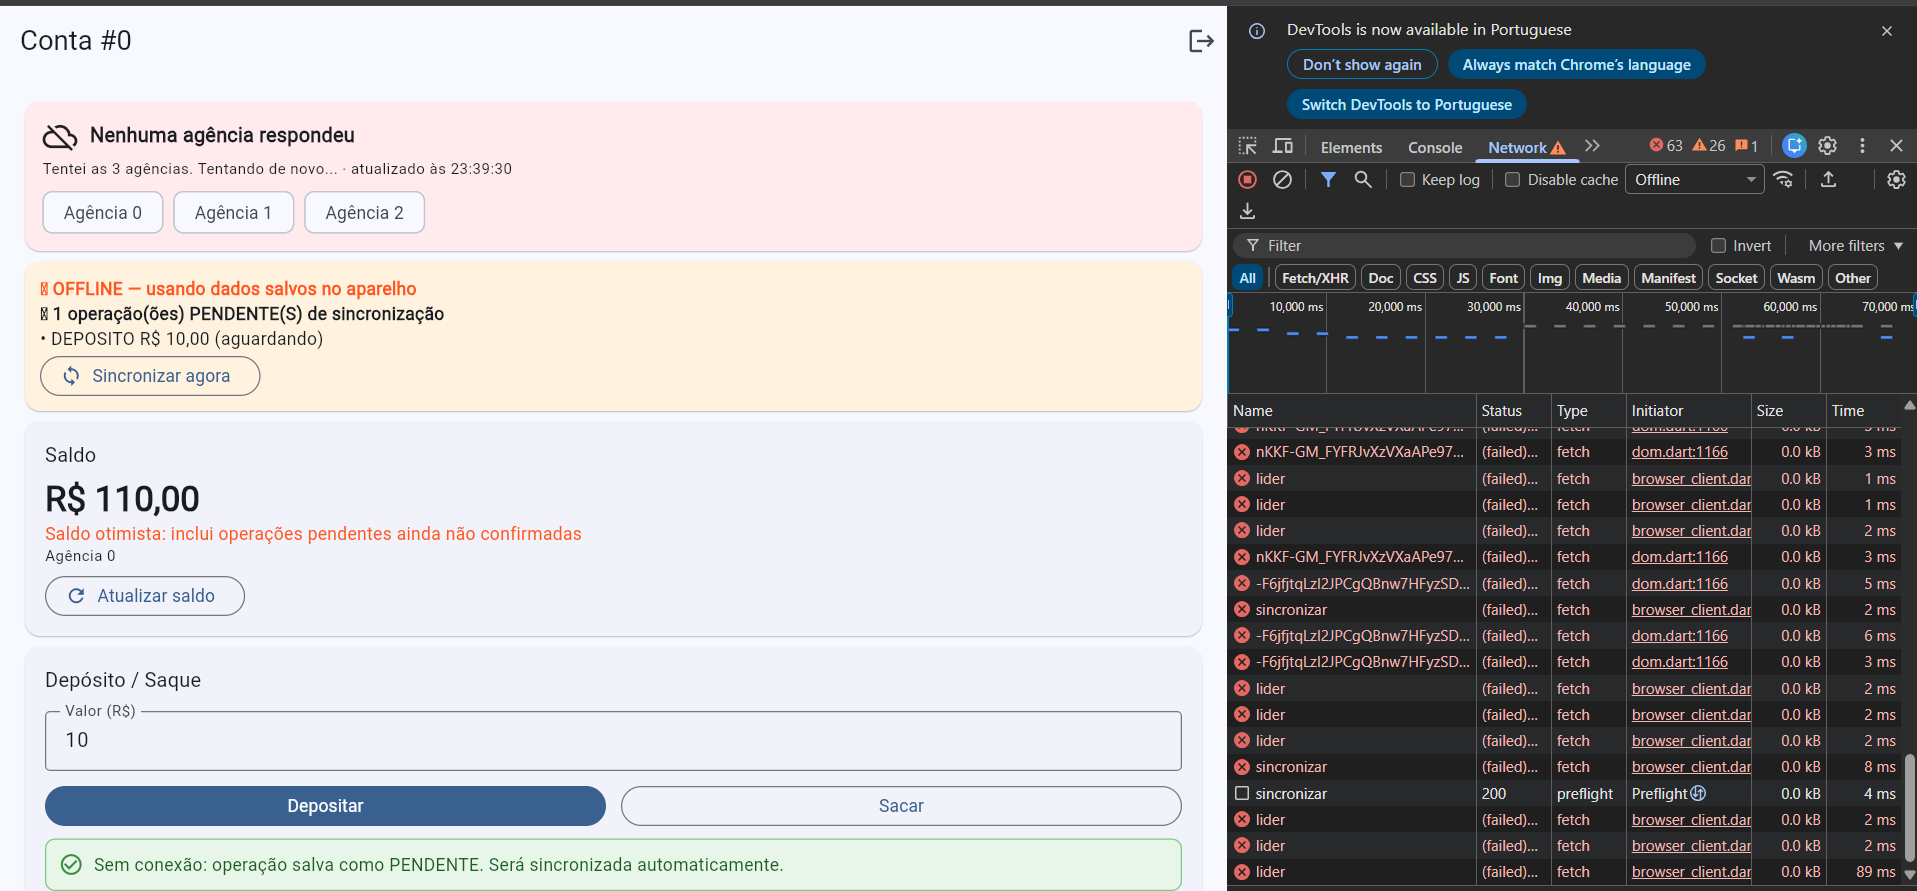 Conta #0
Nenhuma agência respondeu
Tentei as 3 agências. Tentando de novo... · atualizado às 23:39:30
Agência 0 Agência 1 Agência 2
OFFLINE — usando dados salvos no aparelho
1 operação(ões) PENDENTE(S) de sincronização
• DEPOSITO R$ 10,00 (aguardando)
Sincronizar agora
Saldo
R$ 110,00
Saldo otimista: inclui operações pendentes ainda não confirmadas
Agência 0
Atualizar saldo
Depósito / Saque
Valor (R$)
10
Depositar Sacar
Sem conexão: operação salva como PENDENTE. Será sincronizada automaticamente.
DevTools is now available in Portuguese
Don't show again Always match Chrome's language
Switch DevTools to Portuguese
Elements Console Network 63 26 1
Keep log Disable cache Offline
Filter Invert More filters
All Fetch/XHR Doc CSS JS Font Img Media Manifest Socket Wasm Other
10,000 ms 20,000 ms 30,000 ms 40,000 ms 50,000 ms 60,000 ms 70,000 ms
Name Status Type Initiator Size Time
nKKF-GM_FYFRJvXzVXaAPe97... (failed)... fetch dom.dart:1166 0.0 kB 3 ms
lider (failed)... fetch browser_client.dar 0.0 kB 1 ms
lider (failed)... fetch browser_client.dar 0.0 kB 1 ms
lider (failed)... fetch browser_client.dar 0.0 kB 2 ms
nKKF-GM_FYFRJvXzVXaAPe97... (failed)... fetch dom.dart:1166 0.0 kB 3 ms
-F6jfjtqLzI2JPCgQBnw7HFyzSD... (failed)... fetch dom.dart:1166 0.0 kB 5 ms
sincronizar (failed)... fetch browser_client.dar 0.0 kB 2 ms
-F6jfjtqLzI2JPCgQBnw7HFyzSD... (failed)... fetch dom.dart:1166 0.0 kB 6 ms
-F6jfjtqLzI2JPCgQBnw7HFyzSD... (failed)... fetch dom.dart:1166 0.0 kB 3 ms
lider (failed)... fetch browser_client.dar 0.0 kB 2 ms
lider (failed)... fetch browser_client.dar 0.0 kB 2 ms
lider (failed)... fetch browser_client.dar 0.0 kB 2 ms
sincronizar (failed)... fetch browser_client.dar 0.0 kB 8 ms
sincronizar 200 preflight Preflight 0.0 kB 4 ms
lider (failed)... fetch browser_client.dar 0.0 kB 2 ms
lider (failed)... fetch browser_client.dar 0.0 kB 2 ms
lider (failed)... fetch browser_client.dar 0.0 kB 89 ms